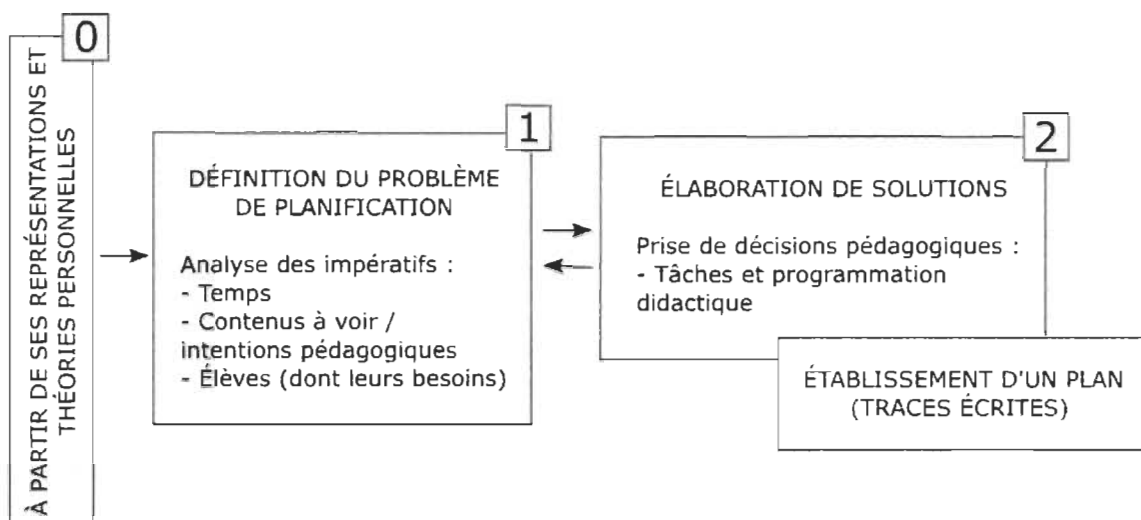 0
À PARTIR DE SES REPRÉSENTATIONS ET
THÉORIES PERSONNELLES
1
DÉFINITION DU PROBLÈME
DE PLANIFICATION
Analyse des impératifs :
- Temps
- Contenus à voir /
intentions pédagogiques
- Élèves (dont leurs besoins)
2
ÉLABORATION DE SOLUTIONS
Prise de décisions pédagogiques :
- Tâches et programmation
didactique
ÉTABLISSEMENT D'UN PLAN
(TRACES ÉCRITES)